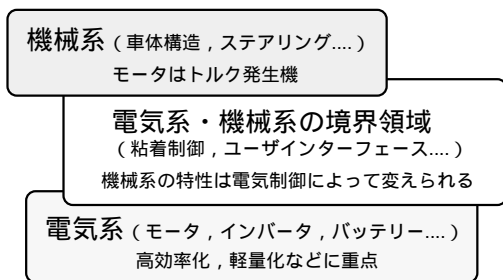 機械系（車体構造，ステアリング....）
モータはトルク発生機
電気系・機械系の境界領域
（粘着制御，ユーザインターフェース....）
機械系の特性は電気制御によって変えられる
電気系（モータ，インバータ，バッテリー....）
高効率化，軽量化などに重点